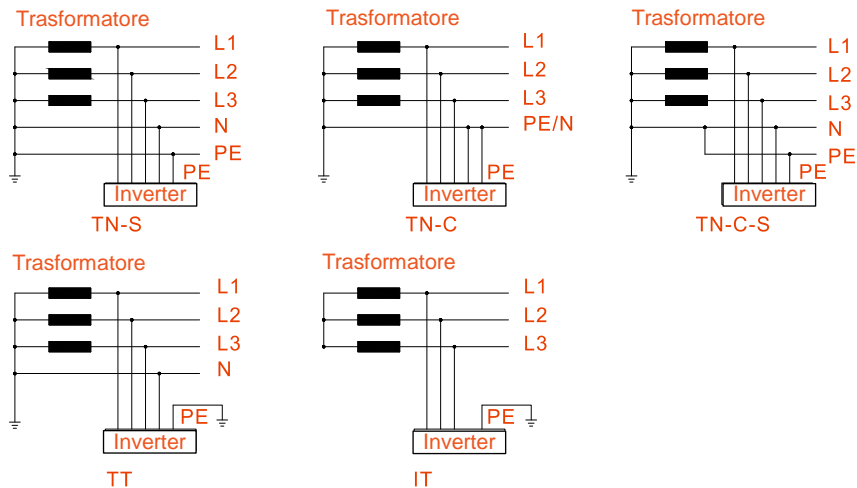 Trasformatore
L1
L2
L3
N
PE
PE
Inverter
TN-S
Trasformatore
L1
L2
L3
PE/N
PE
Inverter
TN-C
Trasformatore
L1
L2
L3
N
PE
PE
Inverter
TN-C-S
Trasformatore
L1
L2
L3
N
PE
Inverter
TT
Trasformatore
L1
L2
L3
PE
Inverter
IT